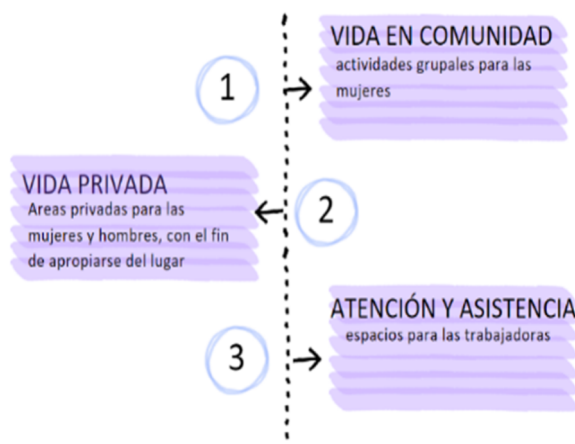 1
VIDA EN COMUNIDAD
actividades grupales para las
mujeres
2
VIDA PRIVADA
Areas privadas para las
mujeres y hombres, con el fin
de apropiarse del lugar
3
ATENCIÓN Y ASISTENCIA
espacios para las trabajadoras